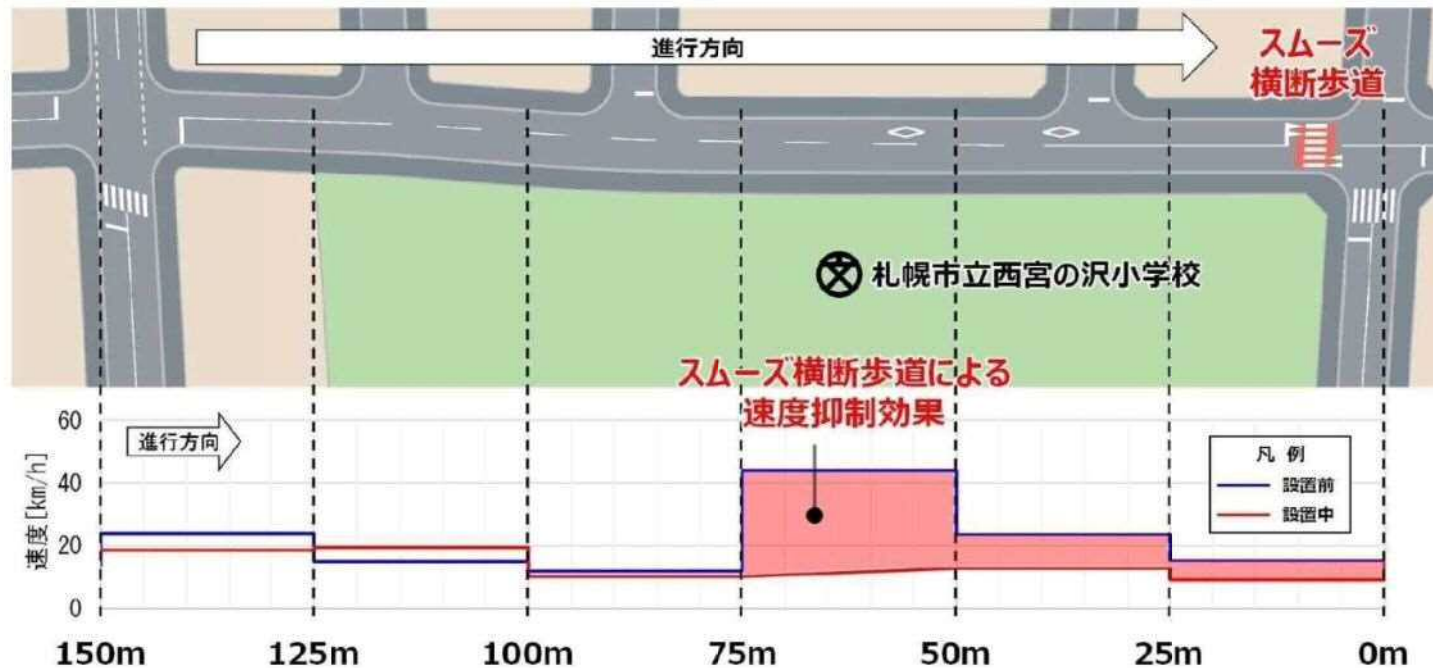 進行方向
スムーズ
横断歩道
札幌市立西宮の沢小学校
スムーズ横断歩道による
速度抑制効果
速度[km/h]
60
40
20
0
進行方向
凡 例
設置前
設置中
150m
125m
100m
75m
50m
25m
0m